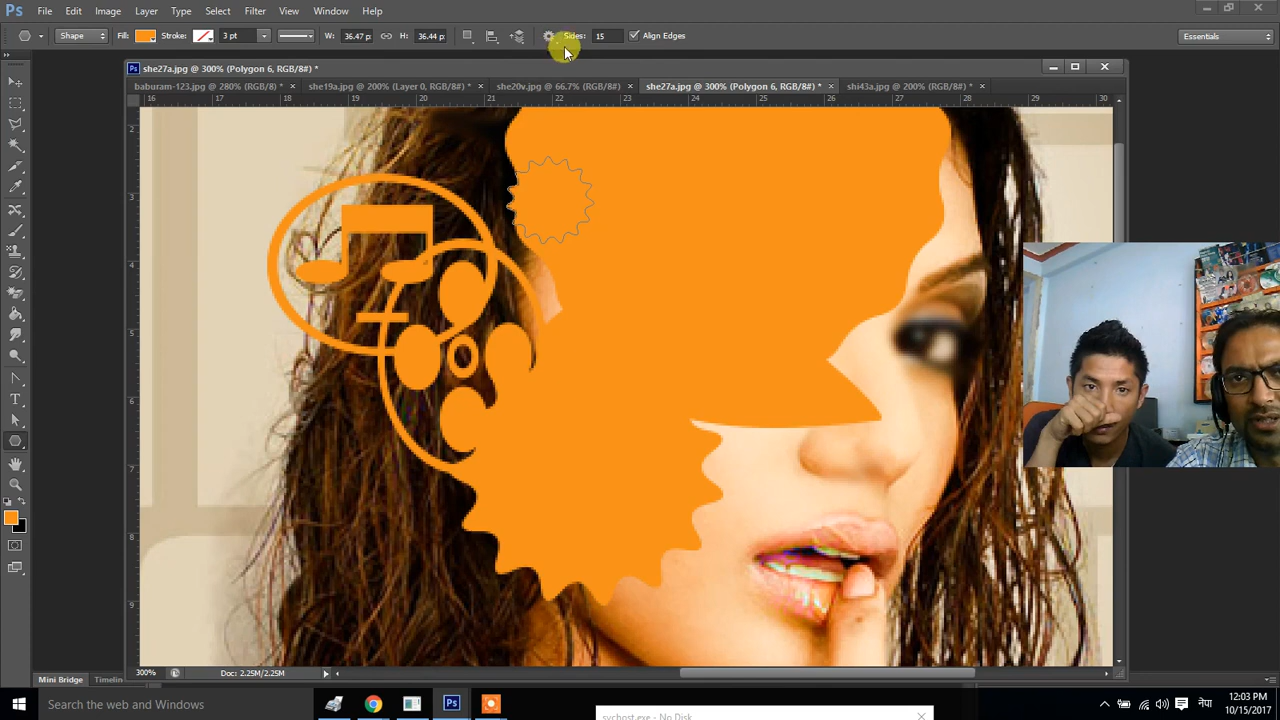 Ps File Edit Image Layer Type Select Filter View Window Help
Shape Fill: Stroke: 3 pt W: 36.47 p H: 36.44 p Sides: 15 Align Edges Essentials
she27a.jpg @ 300% (Polygon 6, RGB/8#) *
baburam-123.jpg @ 280% (RGB/8) * × she19a.jpg @ 200% (Layer 0, RGB/8#) * × she20v.jpg @ 66.7% (RGB/8#) × she27a.jpg @ 300% (Polygon 6, RGB/8#) * × shi43a.jpg @ 200% (RGB/8#) * ×
16 17 18 19 20 21 22 23 24 25 26 27 28 29 30
2
3
4
5
6
7
8
9
300% Doc: 2.25M/2.25M
Mini Bridge Timelin
Search the web and Windows
svchost.exe - No Disk
नेपा
12:03 PM
10/15/2017